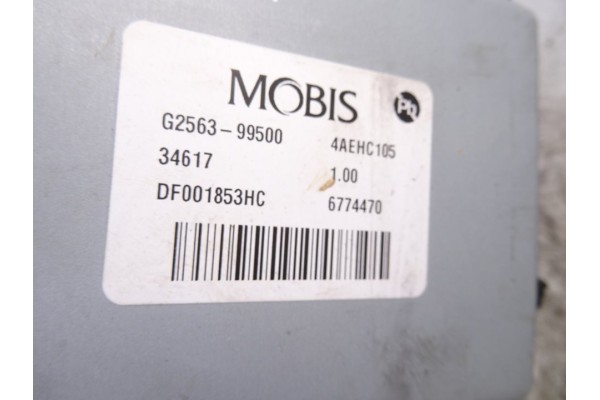 MOBIS
Pb
G2563-99500 4AEHC105
34617 1.00
DF001853HC 6774470